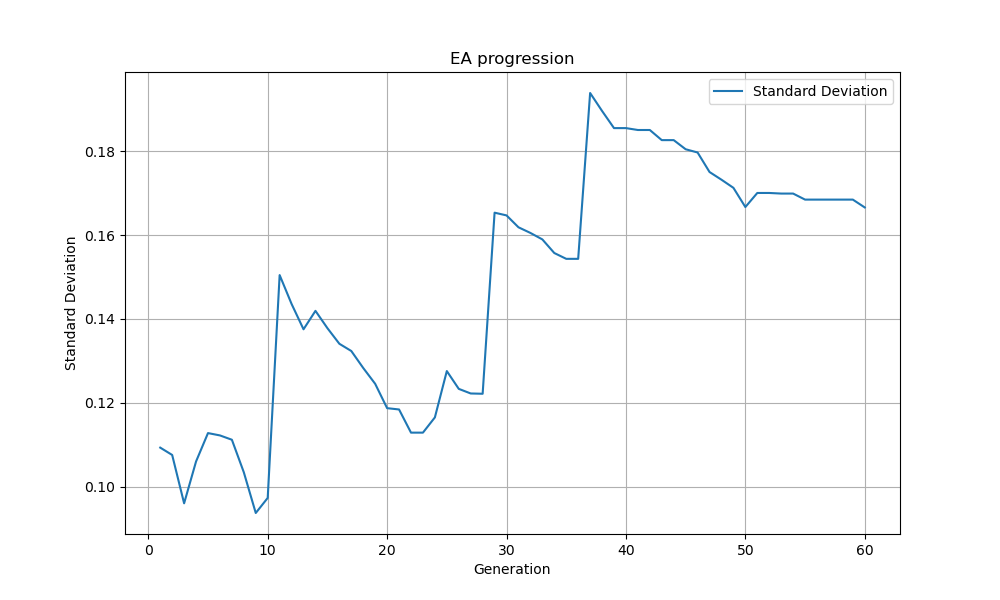 EA progression
Standard Deviation
Standard Deviation
0.18
0.16
0.14
0.12
0.10
0 10 20 30 40 50 60
Generation